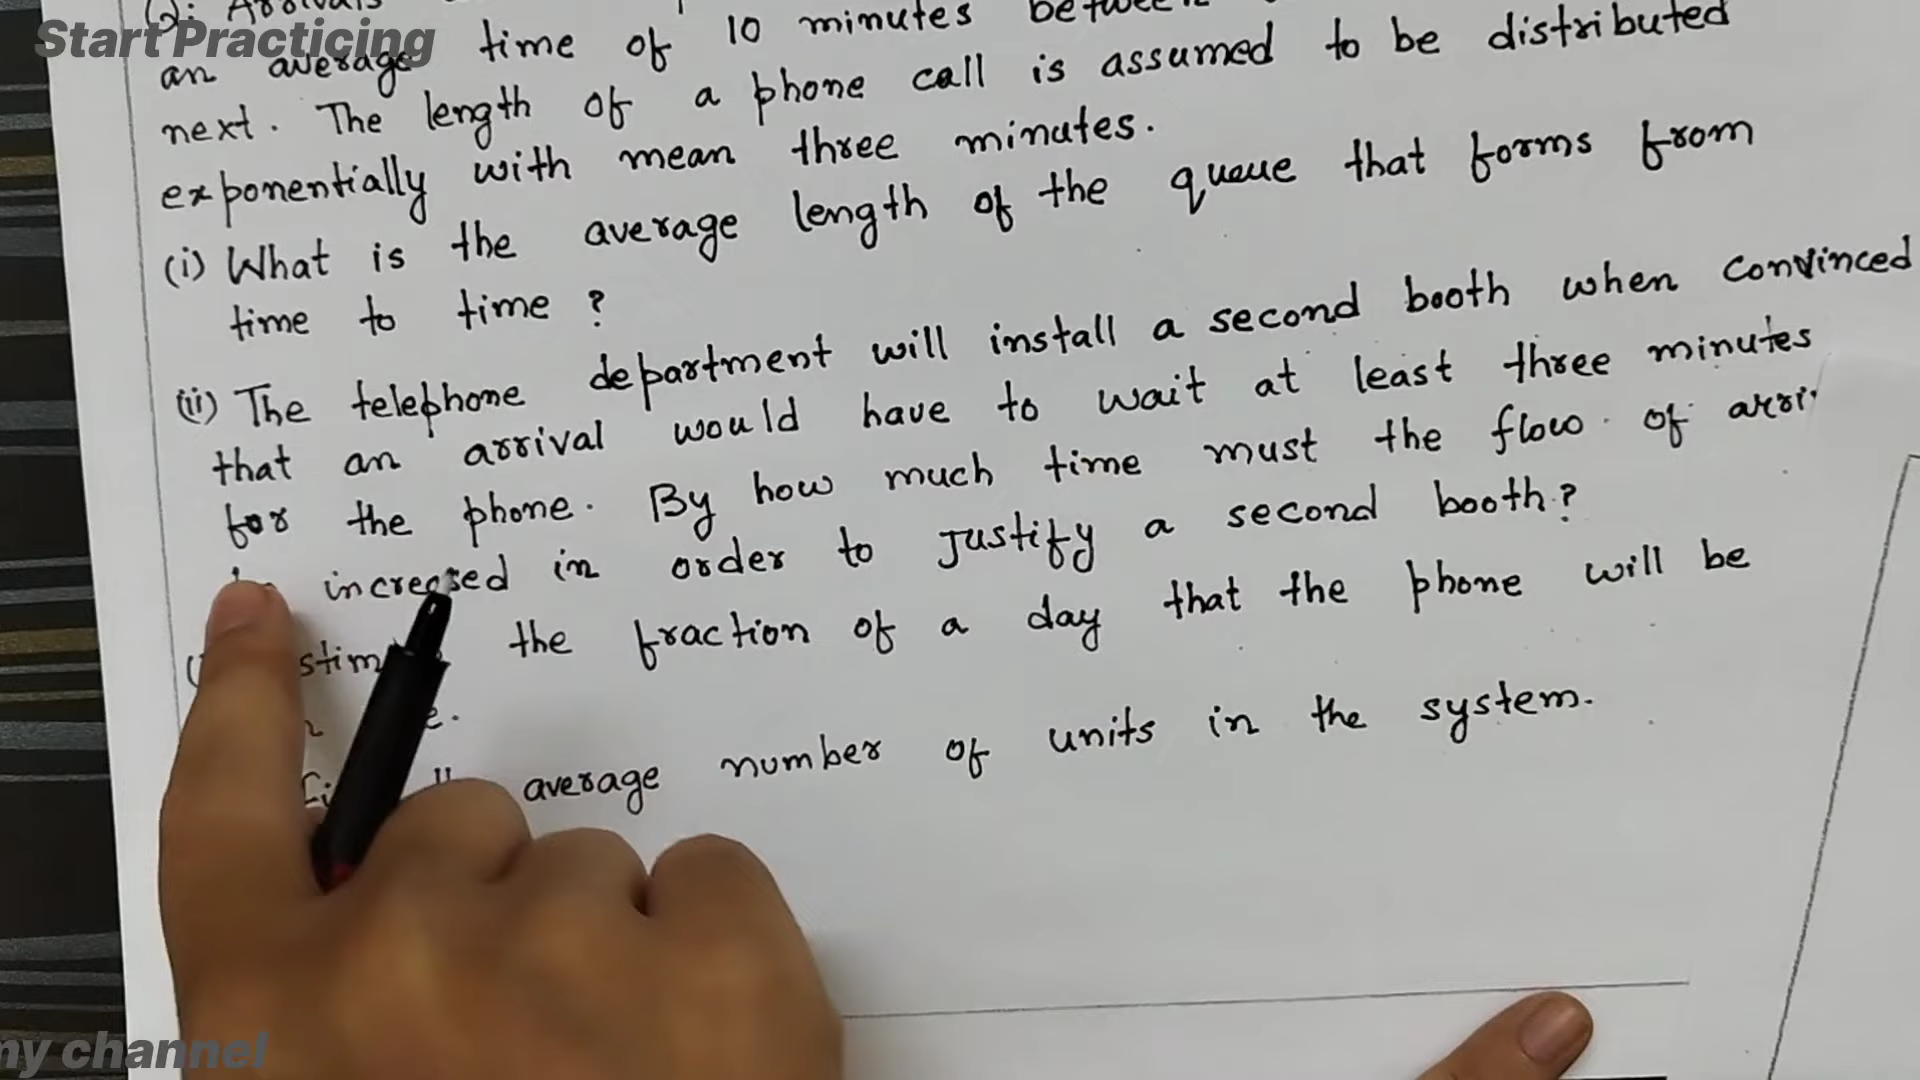 Start Practicing
an average time of 10 minutes
next. The length of a phone call is assumed to be distributed
exponentially with mean three minutes.
(i) What is the average length of the queue that forms from
time to time ?
(ii) The telephone department will install a second booth when convinced
that an arrival would have to wait at least three minutes
for the phone. By how much time must the flow of
increased in order to justify a second booth?
the fraction of a day that the phone will be
average number of units in the system.
my channel